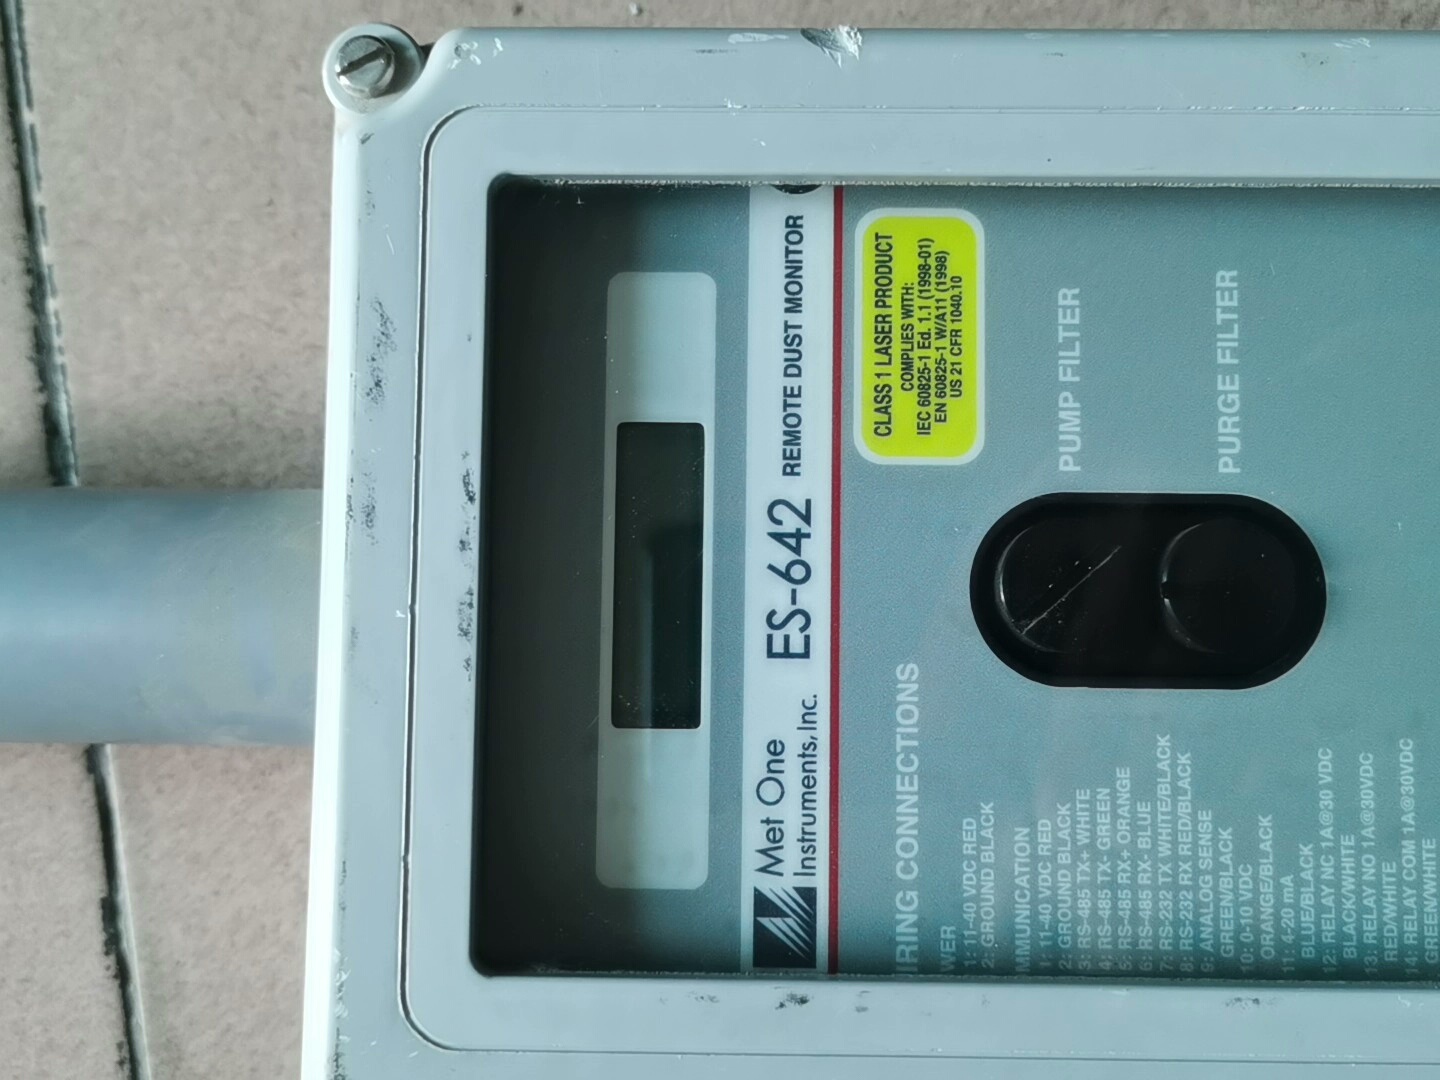 Met One
Instruments, Inc.
ES-642 REMOTE DUST MONITOR
CLASS 1 LASER PRODUCT
COMPLIES WITH:
IEC 60825-1 Ed. 1.1 (1998-01)
EN 60825-1 W/A11 (1998)
US 21 CFR 1040.10
PUMP FILTER
PURGE FILTER
IRING CONNECTIONS
WER
1: 11-40 VDC RED
2: GROUND BLACK
MMUNICATION
1: 11-40 VDC RED
2: GROUND BLACK
3: RS-485 TX+ WHITE
4: RS-485 TX- GREEN
5: RS-485 RX+ ORANGE
6: RS-485 RX- BLUE
7: RS-232 TX WHITE/BLACK
8: RS-232 RX RED/BLACK
9: ANALOG SENSE
GREEN/BLACK
10: 0-10 VDC
ORANGE/BLACK
11: 4-20 mA
BLUE/BLACK
12: RELAY NC 1A@30 VDC
BLACK/WHITE
13: RELAY NO 1A@30VDC
RED/WHITE
14: RELAY COM 1A@30VDC
GREEN/WHITE